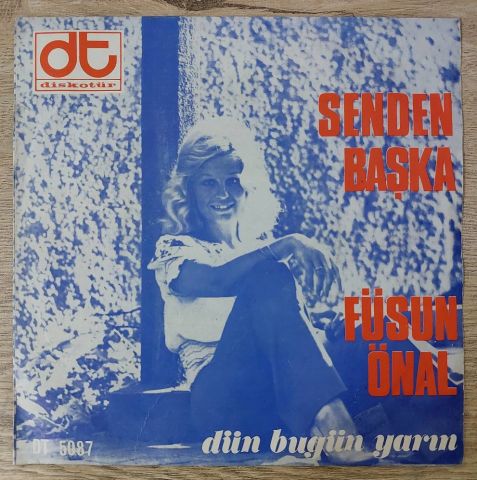 dt
diskotür
SENDEN
BAŞKA
FÜSUN
ÖNAL
DT 5087
dün bugün yarın